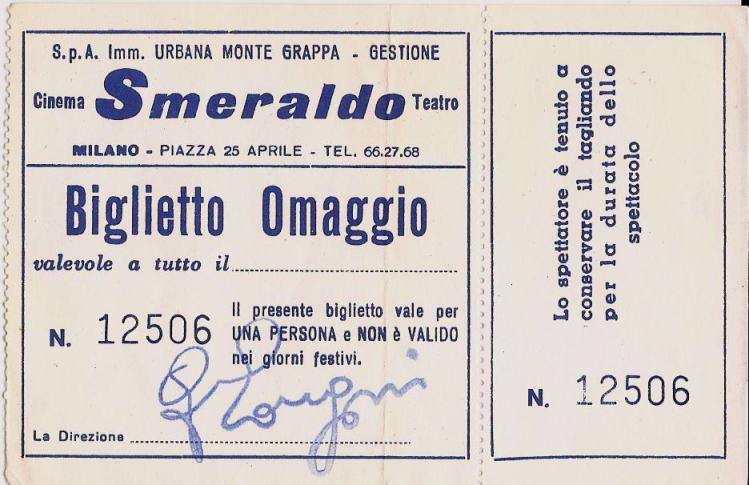 S.p.A. Imm. URBANA MONTE GRAPPA - GESTIONE
Cinema Smeraldo Teatro
MILANO - PIAZZA 25 APRILE - TEL. 66.27.68
Biglietto Omaggio
valevole a tutto il
N. 12506
Il presente biglietto vale per
UNA PERSONA e NON è VALIDO
nei giorni festivi.
La Direzione
Lo spettatore è tenuto a
conservare il tagliando
per la durata dello
spettacolo
N. 12506